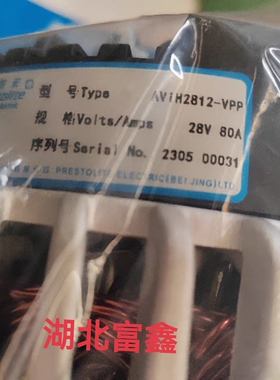 型 号Type AViH2812-VPP
规 格Volts/Amps 28V 80A
序列号Serial No. 2305 00031
PRESTOLITE ELECTRIC(BEIJING)LTD
湖北富鑫